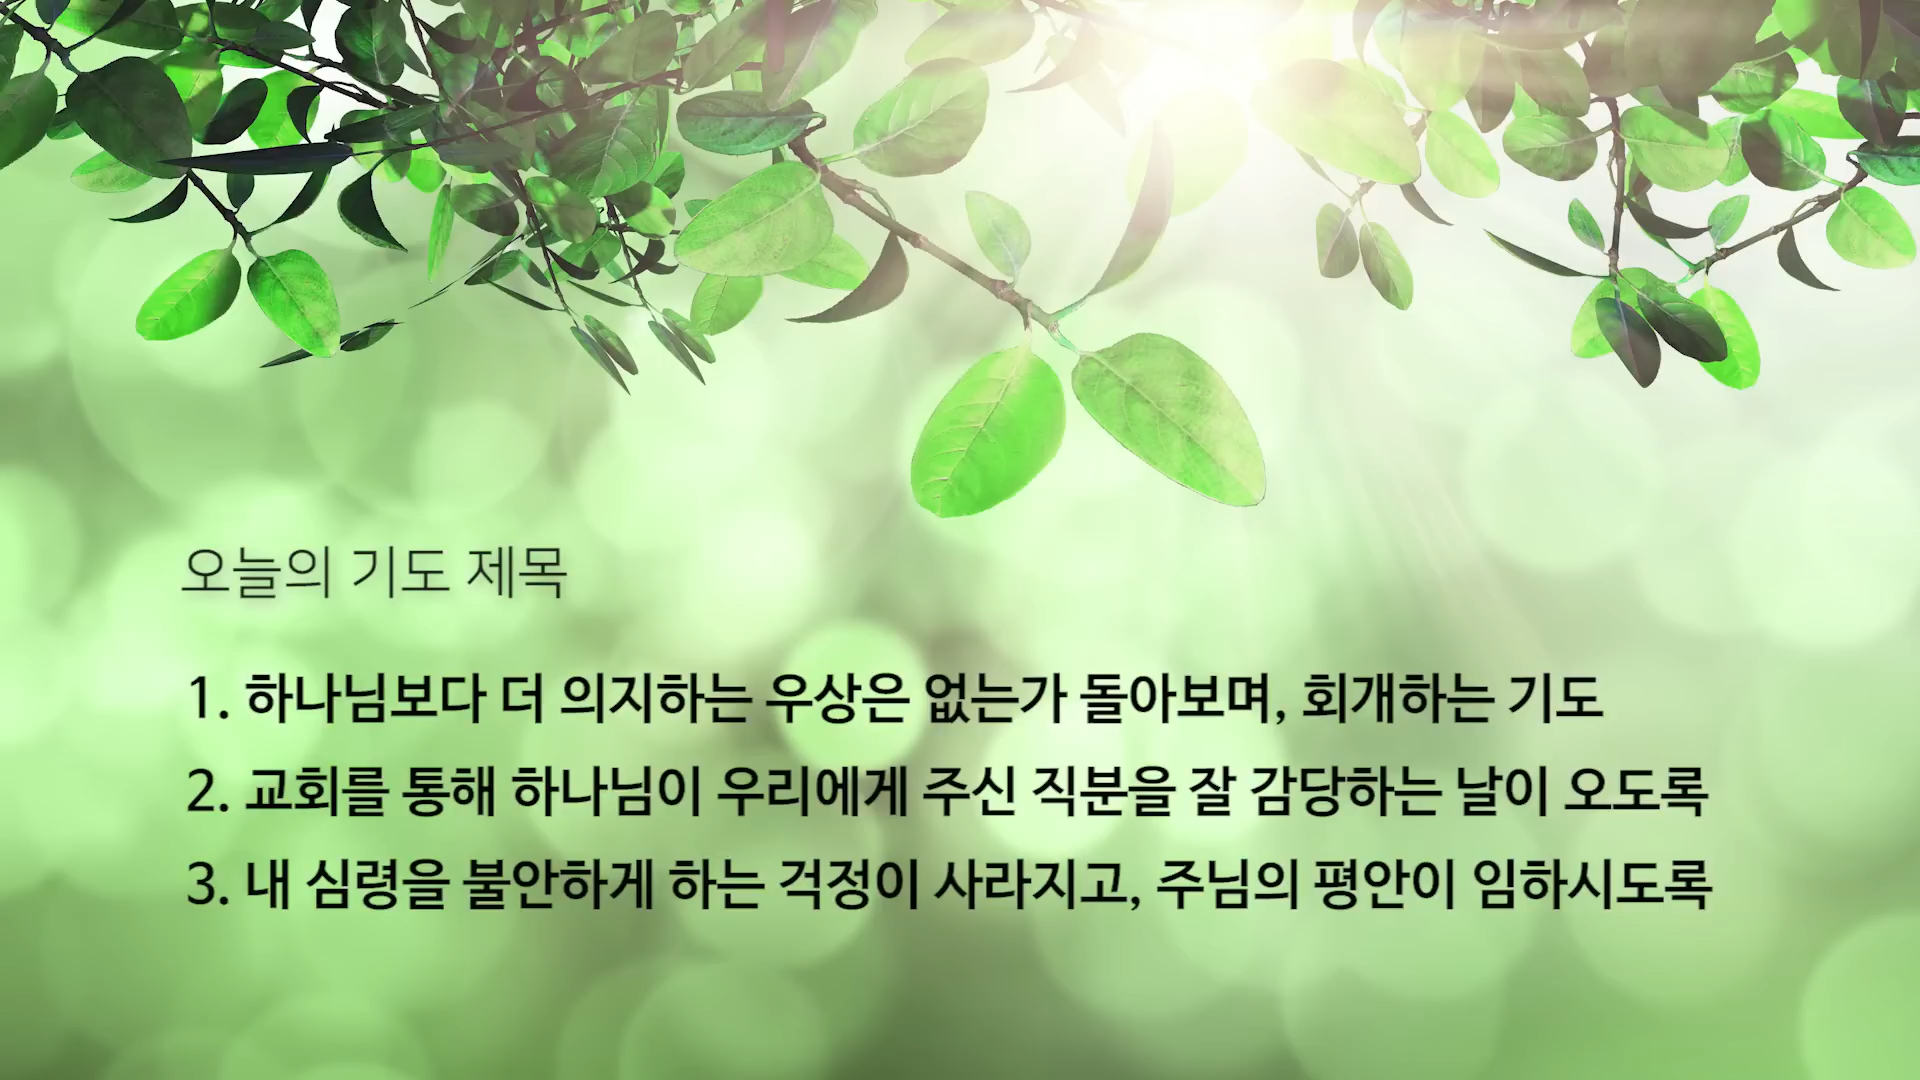 오늘의 기도 제목
1. 하나님보다 더 의지하는 우상은 없는가 돌아보며, 회개하는 기도
2. 교회를 통해 하나님이 우리에게 주신 직분을 잘 감당하는 날이 오도록
3. 내 심령을 불안하게 하는 걱정이 사라지고, 주님의 평안이 임하시도록